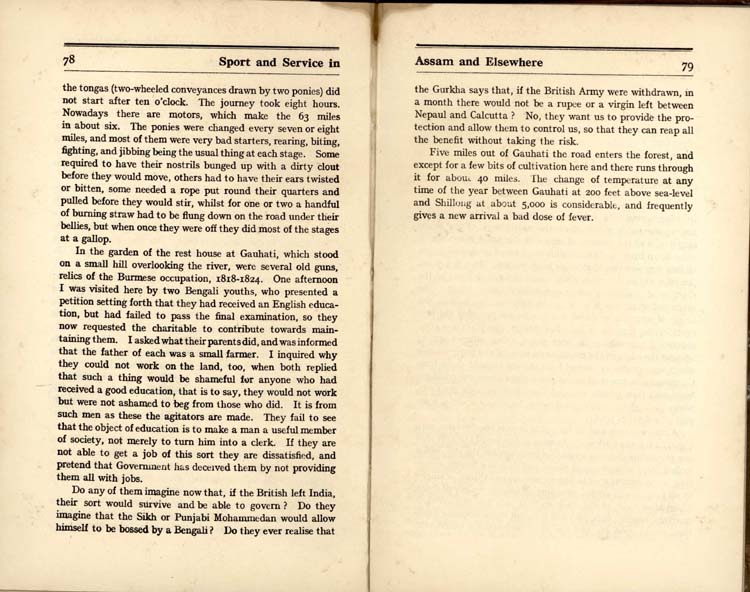 78 Sport and Service in
the tongas (two-wheeled conveyances drawn by two ponies) did
not start after ten o'clock. The journey took eight hours.
Nowadays there are motors, which make the 63 miles
in about six. The ponies were changed every seven or eight
miles, and most of them were very bad starters, rearing, biting,
fighting, and jibbing being the usual thing at each stage. Some
required to have their nostrils bunged up with a dirty clout
before they would move, others had to have their ears twisted
or bitten, some needed a rope put round their quarters and
pulled before they would stir, whilst for one or two a handful
of burning straw had to be flung down on the road under their
bellies, but when once they were off they did most of the stages
at a gallop.
In the garden of the rest house at Gauhati, which stood
on a small hill overlooking the river, were several old guns,
relics of the Burmese occupation, 1818-1824. One afternoon
I was visited here by two Bengali youths, who presented a
petition setting forth that they had received an English educa-
tion, but had failed to pass the final examination, so they
now requested the charitable to contribute towards main-
taining them. I asked what their parents did, and was informed
that the father of each was a small farmer. I inquired why
they could not work on the land, too, when both replied
that such a thing would be shameful for anyone who had
received a good education, that is to say, they would not work
but were not ashamed to beg from those who did. It is from
such men as these the agitators are made. They fail to see
that the object of education is to make a man a useful member
of society, not merely to turn him into a clerk. If they are
not able to get a job of this sort they are dissatisfied, and
pretend that Government has deceived them by not providing
them all with jobs.
Do any of them imagine now that, if the British left India,
their sort would survive and be able to govern? Do they
imagine that the Sikh or Punjabi Mohammedan would allow
himself to be bossed by a Bengali? Do they ever realise that
Assam and Elsewhere 79
the Gurkha says that, if the British Army were withdrawn, in
a month there would not be a rupee or a virgin left between
Nepaul and Calcutta? No, they want us to provide the pro-
tection and allow them to control us, so that they can reap all
the benefit without taking the risk.
Five miles out of Gauhati the road enters the forest, and
except for a few bits of cultivation here and there runs through
it for about 40 miles. The change of temperature at any
time of the year between Gauhati at 200 feet above sea-level
and Shillong at about 5,000 is considerable, and frequently
gives a new arrival a bad dose of fever.